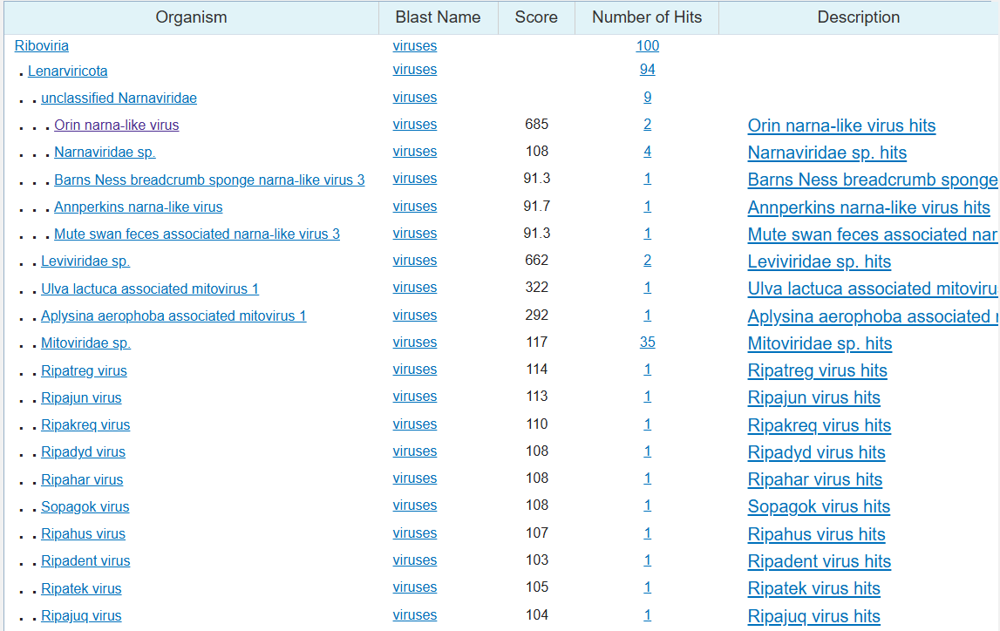 Organism Blast Name Score Number of Hits Description
Riboviria viruses 100
. Lenarviricota viruses 94
. . unclassified Narnaviridae viruses 9
. . . Orin narna-like virus viruses 685 2 Orin narna-like virus hits
. . . Narnaviridae sp. viruses 108 4 Narnaviridae sp. hits
. . . Barns Ness breadcrumb sponge narna-like virus 3 viruses 91.3 1 Barns Ness breadcrumb sponge
. . . Annperkins narna-like virus viruses 91.7 1 Annperkins narna-like virus hits
. . . Mute swan feces associated narna-like virus 3 viruses 91.3 1 Mute swan feces associated nar
. . Leviviridae sp. viruses 662 2 Leviviridae sp. hits
. . Ulva lactuca associated mitovirus 1 viruses 322 1 Ulva lactuca associated mitoviru
. . Aplysina aerophoba associated mitovirus 1 viruses 292 1 Aplysina aerophoba associated
. . Mitoviridae sp. viruses 117 35 Mitoviridae sp. hits
. . Ripatreg virus viruses 114 1 Ripatreg virus hits
. . Ripajun virus viruses 113 1 Ripajun virus hits
. . Ripakreq virus viruses 110 1 Ripakreq virus hits
. . Ripadyd virus viruses 108 1 Ripadyd virus hits
. . Ripahar virus viruses 108 1 Ripahar virus hits
. . Sopagok virus viruses 108 1 Sopagok virus hits
. . Ripahus virus viruses 107 1 Ripahus virus hits
. . Ripadent virus viruses 103 1 Ripadent virus hits
. . Ripatek virus viruses 105 1 Ripatek virus hits
. . Ripajuq virus viruses 104 1 Ripajuq virus hits